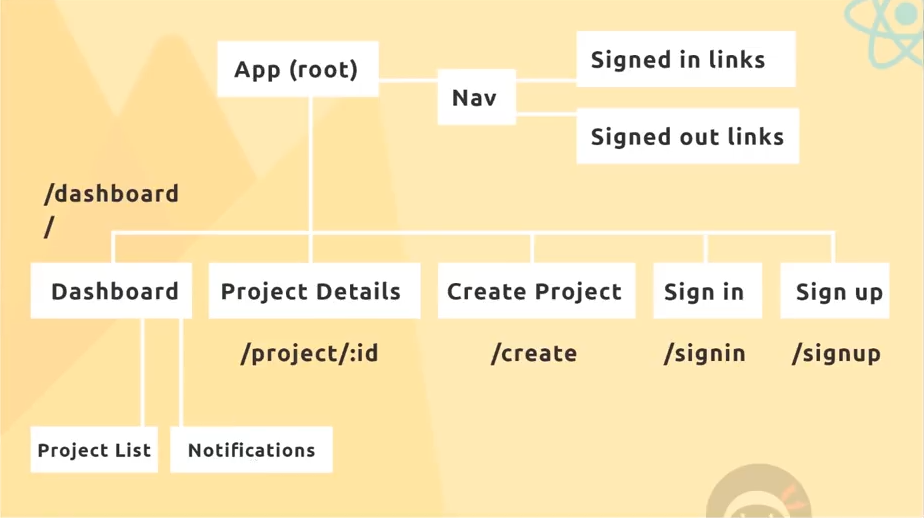 App (root)
Nav
Signed in links
Signed out links
/dashboard
/
Dashboard
Project Details
Create Project
Sign in
Sign up
/project/:id
/create
/signin
/signup
Project List
Notifications